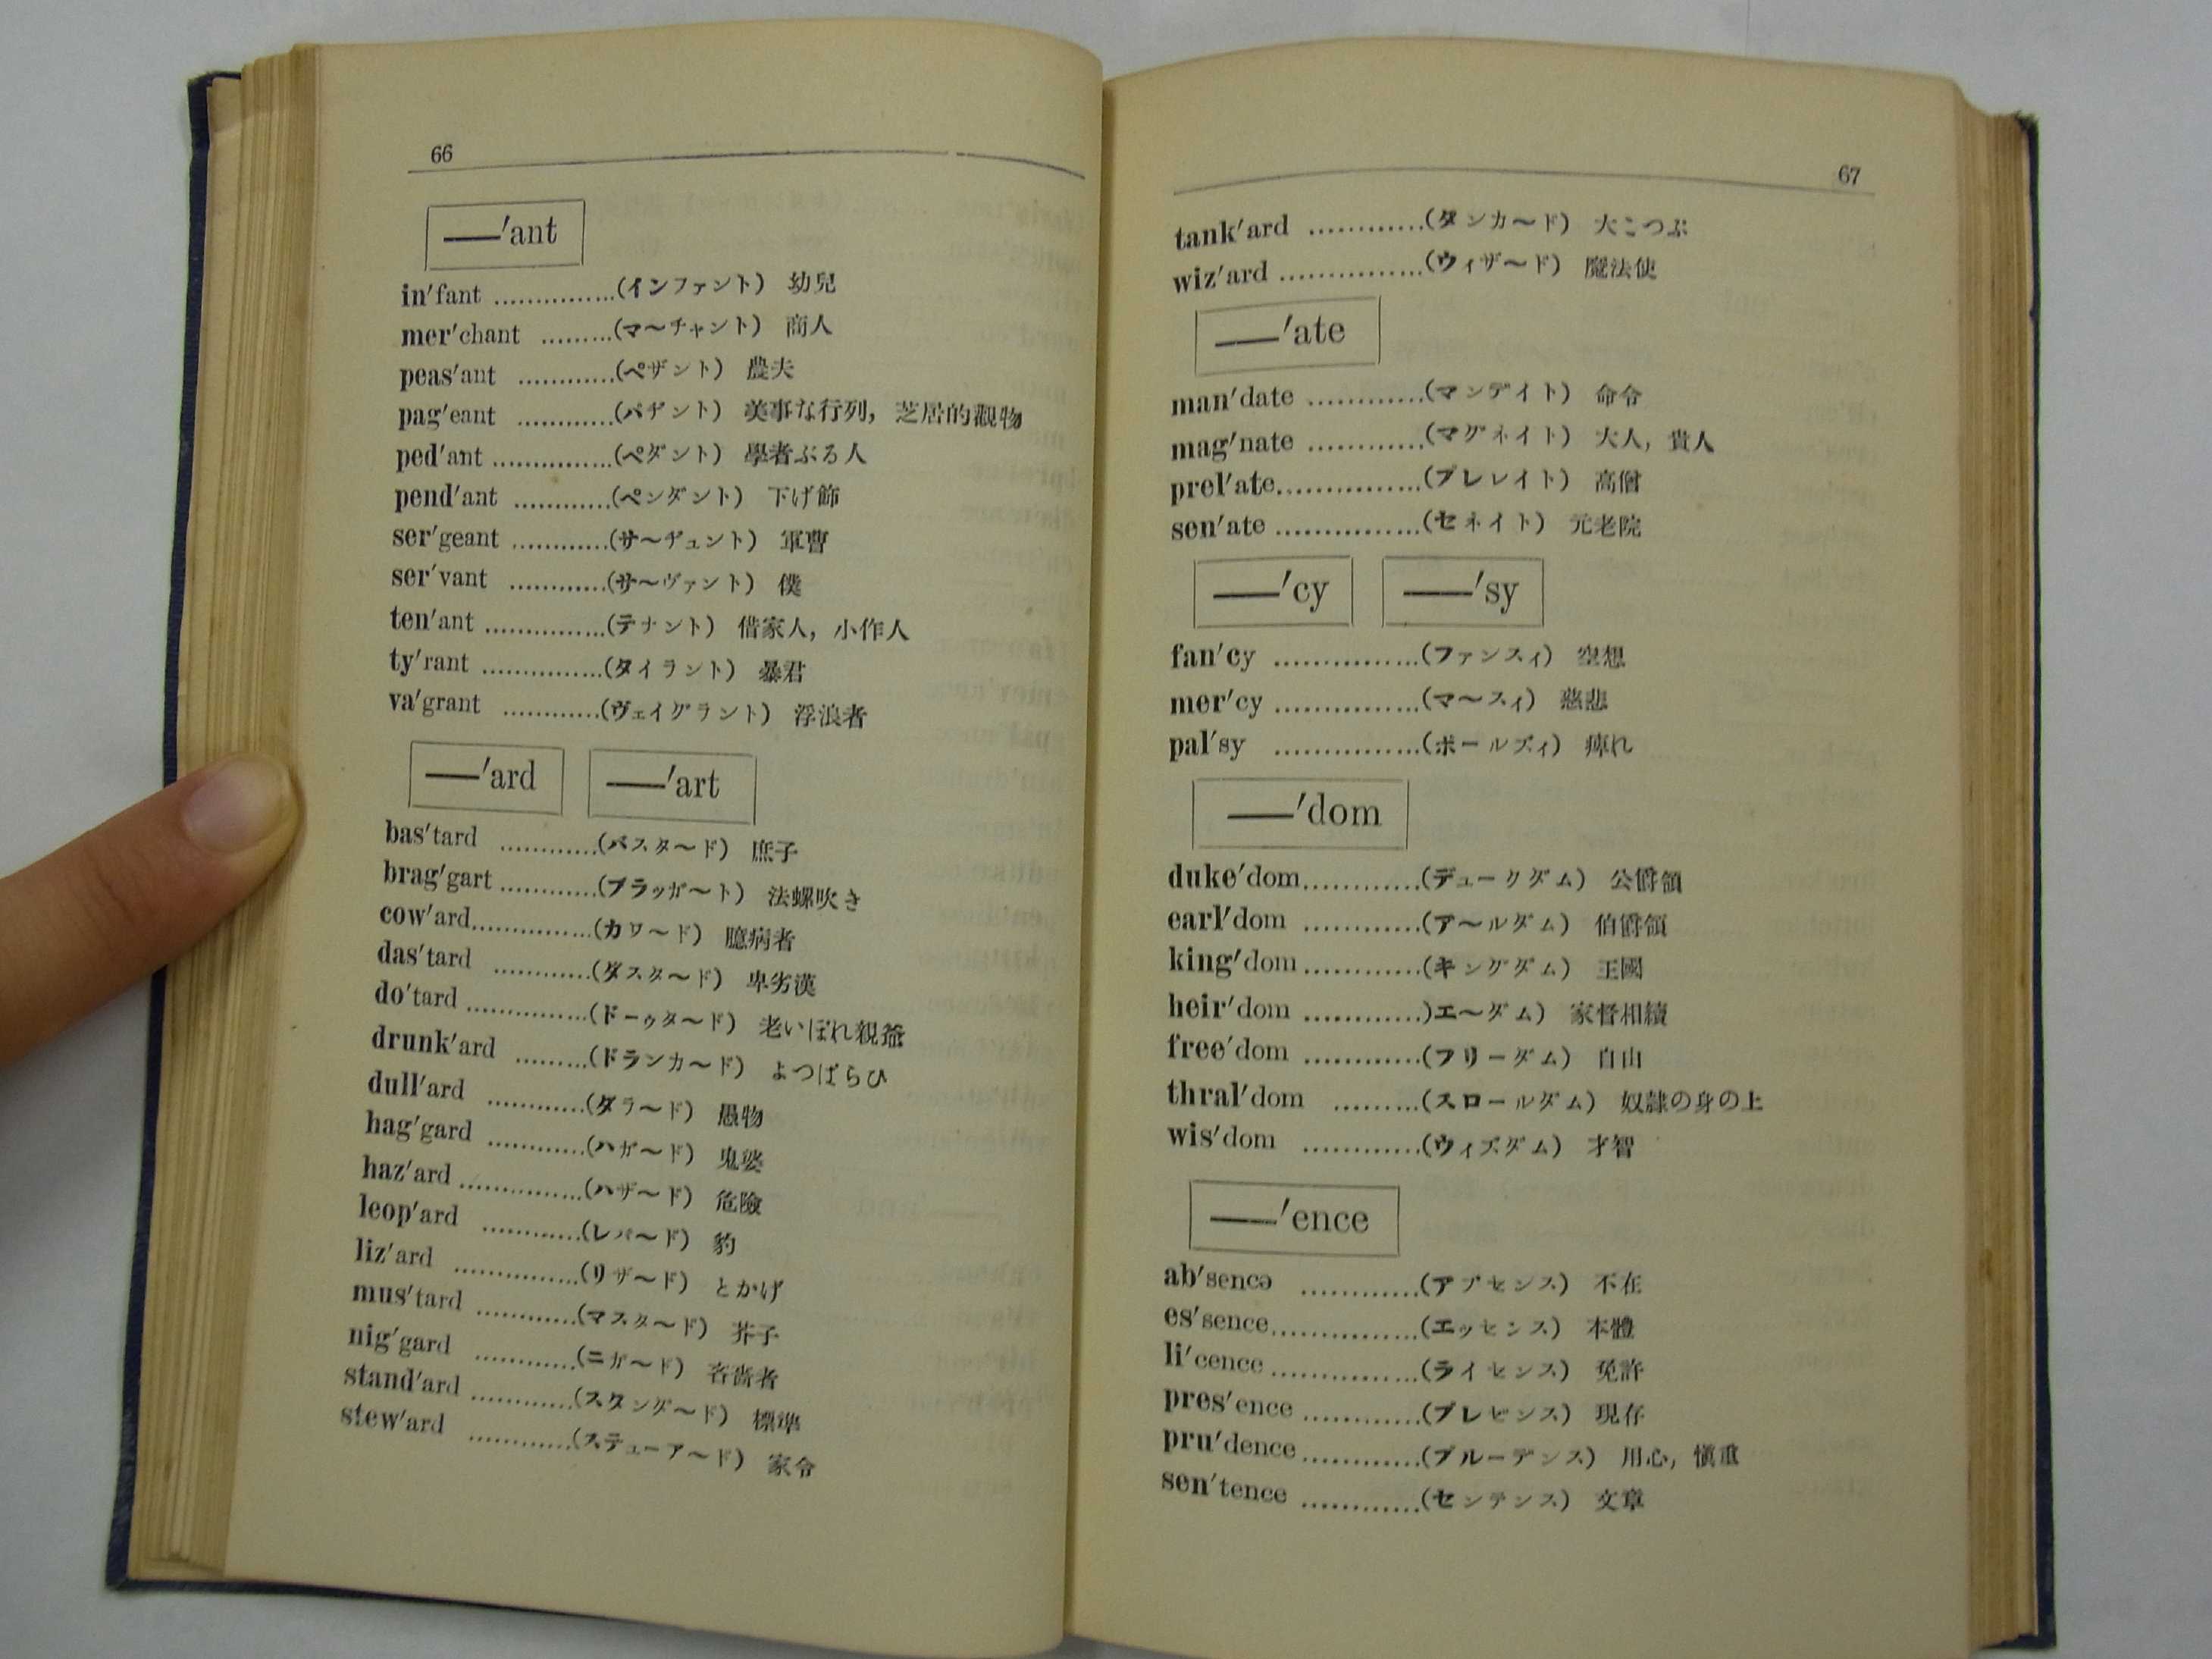 66
——′ant
in′fant ...............(インファント) 幼兒
mer′chant .........(マ〜チャント) 商人
peas′ant ............(ペザント) 農夫
pag′eant ............(パヂント) 美事な行列，芝居的觀物
ped′ant ...............(ペダント) 學者ぶる人
pend′ant ............(ペンダント) 下げ飾
ser′geant ............(サ〜ヂュント) 軍曹
ser′vant ............(サ〜ヴァント) 僕
ten′ant ...............(テナント) 借家人，小作人
ty′rant ...............(タイラント) 暴君
va′grant ............(ヴェイグラント) 浮浪者
——′ard ——′art
bas′tard ............(バスタ〜ド) 庶子
brag′gart ............(ブラッガ〜ト) 法螺吹き
cow′ard...............(カワ〜ド) 臆病者
das′tard ............(ダスタ〜ド) 卑劣漢
do′tard ...............(ドーゥタ〜ド) 老いぼれ親爺
drunk′ard .........(ドランカ〜ド) よつぱらひ
dull′ard ............(ダラ〜ド) 愚物
hag′gard ............(ハガ〜ド) 鬼婆
haz′ard ...............(ハザ〜ド) 危險
leop′ard ............(レパ〜ド) 豹
liz′ard ...............(リザ〜ド) とかげ
mus′tard ............(マスタ〜ド) 芥子
nig′gard ............(ニガ〜ド) 吝嗇者
stand′ard ............(スタンダ〜ド) 標準
stew′ard ............(ステューア〜ド) 家令
67
tank′ard ............(タンカ〜ド) 大こつぷ
wiz′ard ...............(ウィザ〜ド) 魔法使
——′ate
man′date ............(マンデイト) 命令
mag′nate ............(マグネイト) 大人，貴人
prel′ate...............(プレレイト) 高僧
sen′ate ...............(セネイト) 元老院
——′cy ——′sy
fan′cy ...............(ファンスィ) 空想
mer′cy ...............(マ〜スィ) 慈悲
pal′sy ...............(ポールズィ) 痺れ
——′dom
duke′dom............(デュークダム) 公爵領
earl′dom ............(ア〜ルダム) 伯爵領
king′dom ............(キングダム) 王國
heir′dom ............)エ〜ダム) 家督相續
free′dom ............(フリーダム) 自由
thral′dom .........(スロールダム) 奴隷の身の上
wis′dom ............(ウィズダム) 才智
——′ence
ab′sence ............(アブセンス) 不在
es′sence...............(エッセンス) 本體
li′cence ...............(ライセンス) 免許
pres′ence ............(プレゼンス) 現存
pru′dence ............(プルーデンス) 用心，愼重
sen′tence ............(センテンス) 文章